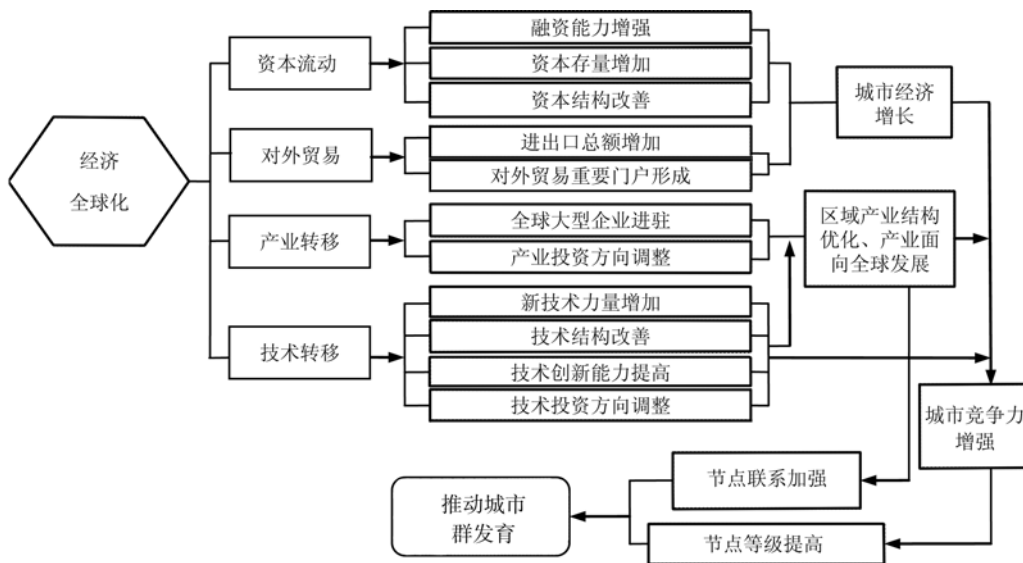 经济
全球化
资本流动
对外贸易
产业转移
技术转移
融资能力增强
资本存量增加
资本结构改善
进出口总额增加
对外贸易重要门户形成
全球大型企业进驻
产业投资方向调整
新技术力量增加
技术结构改善
技术创新能力提高
技术投资方向调整
城市经济
增长
区域产业结构
优化、产业面
向全球发展
城市竞争力
增强
节点联系加强
节点等级提高
推动城市
群发育